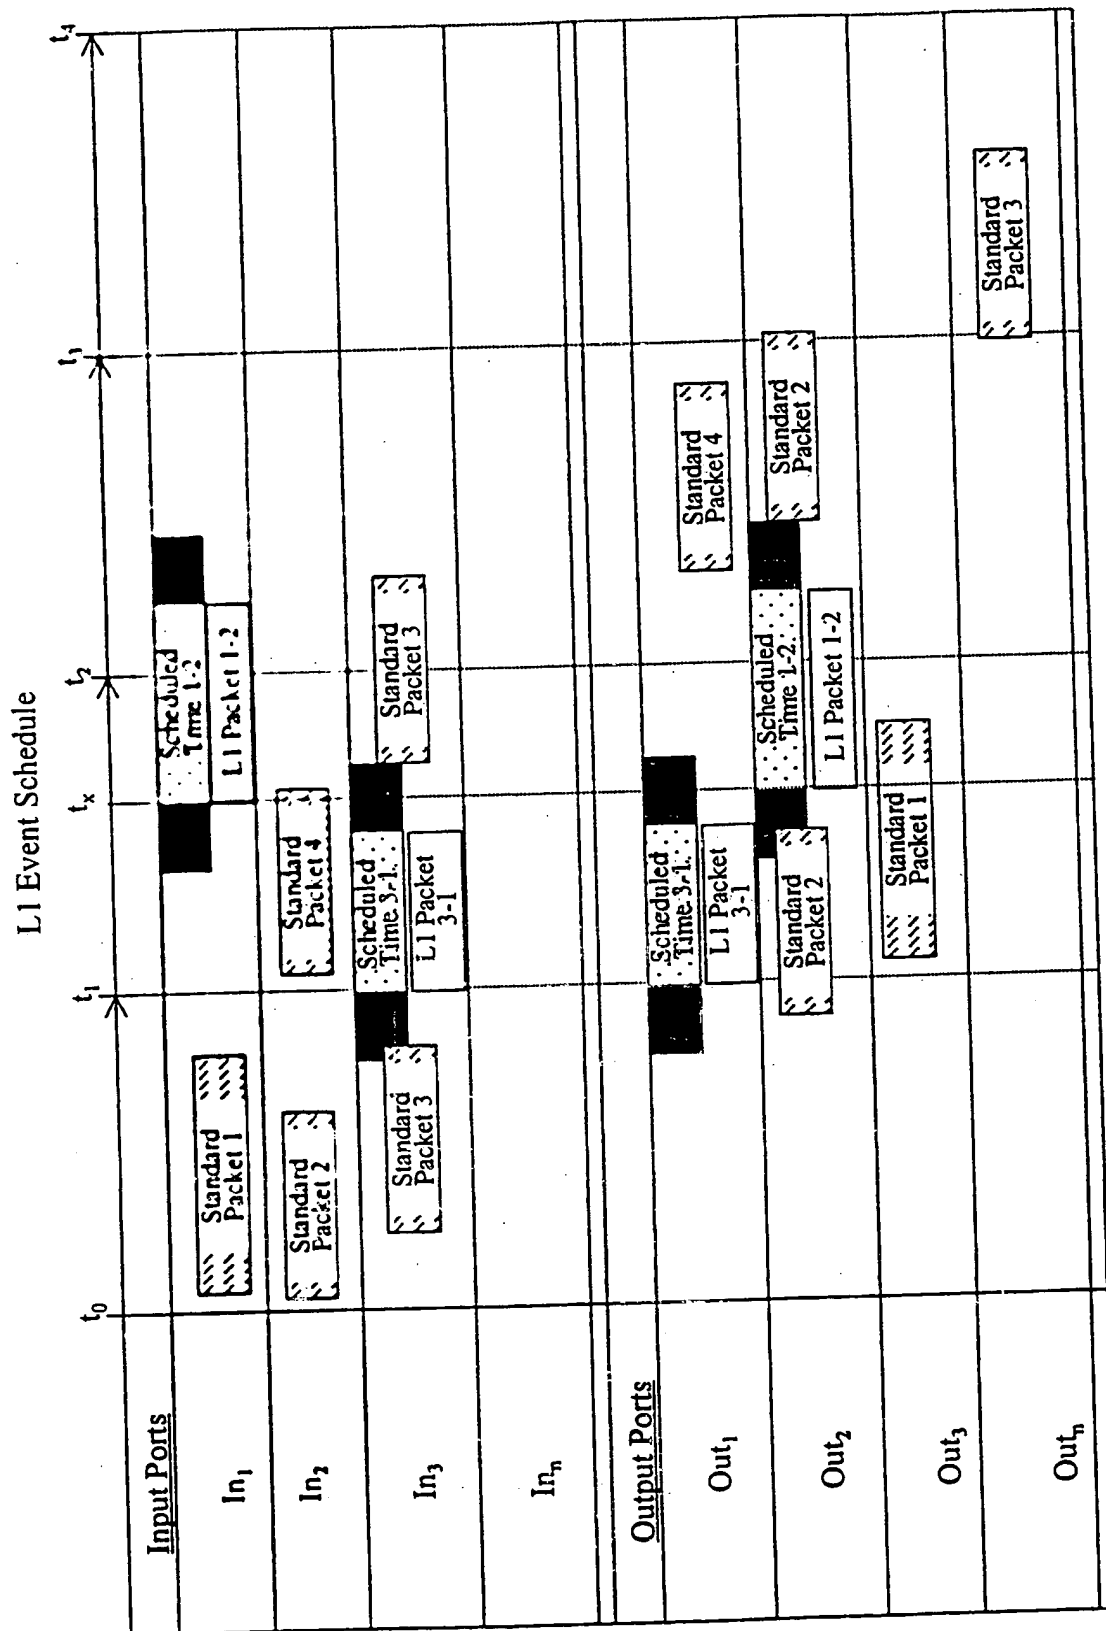 L1 Event Schedule
t0
t1
tx
t2
t3
t4
Input Ports
In1
Standard
Packet 1
Scheduled
Time 1-2
L1 Packet 1-2
In2
Standard
Packet 2
Standard
Packet 4
In3
Standard
Packet 3
Scheduled
Time 3-1.
L1 Packet
3-1
Standard
Packet 3
Inn
Output Ports
Out1
Scheduled
Time 3-1.
L1 Packet
3-1
Standard
Packet 4
Out2
Standard
Packet 2
Scheduled
Time 1-2.
L1 Packet 1-2
Standard
Packet 2
Out3
Standard
Packet 1
Outn
Standard
Packet 3